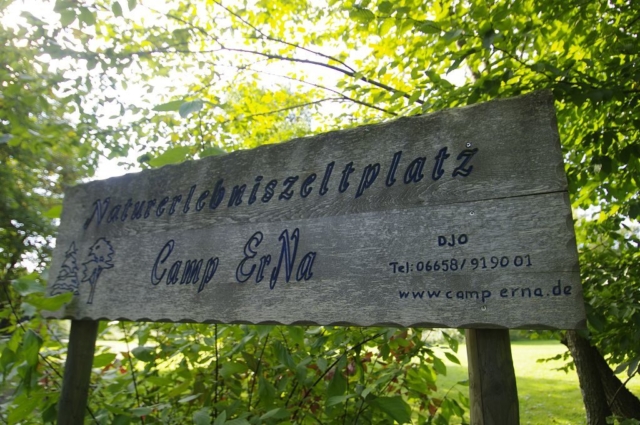 Naturerlebniszeltplatz
Camp ErNa
DJO
Tel: 06658/919001
www.camp erna.de